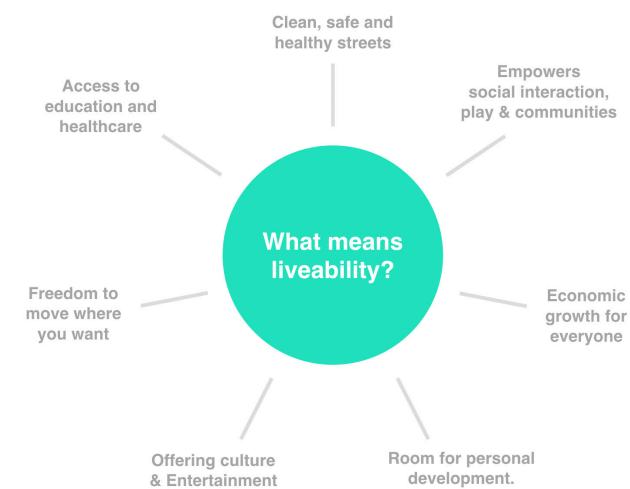 Clean, safe and
healthy streets
Empowers
social interaction,
play & communities
Access to
education and
healthcare
What means
liveability?
Freedom to
move where
you want
Economic
growth for
everyone
Offering culture
& Entertainment
Room for personal
development.